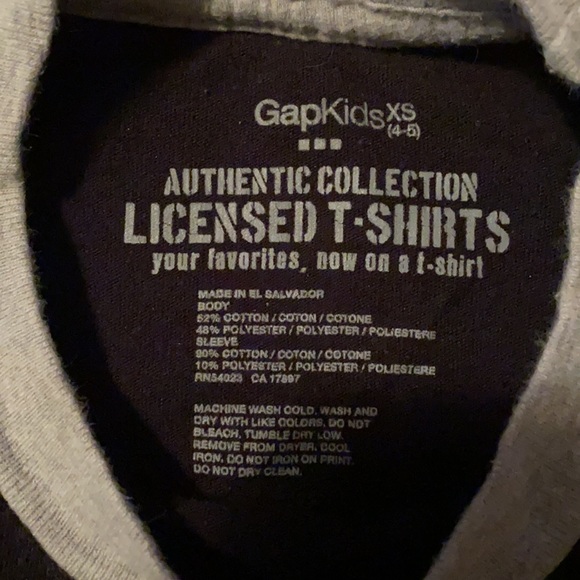 GapKids XS
(4-5)
AUTHENTIC COLLECTION
LICENSED T-SHIRTS
your favorites, now on a t-shirt
MADE IN EL SALVADOR
BODY
52% COTTON / COTON / COTONE
48% POLYESTER / POLYESTER / POLIESTERE
SLEEVE
90% COTTON / COTON / COTONE
10% POLYESTER / POLYESTER / POLIESTERE
RN54023 CA 17897
MACHINE WASH COLD, WASH AND
DRY WITH LIKE COLORS, DO NOT
BLEACH, TUMBLE DRY LOW.
REMOVE FROM DRYER. COOL
IRON, DO NOT IRON ON PRINT.
DO NOT DRY CLEAN.